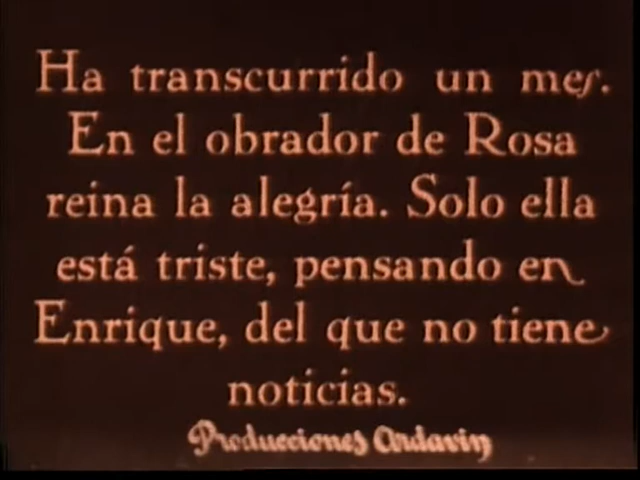 Ha transcurrido un mes.
En el obrador de Rosa
reina la alegría. Solo ella
está triste, pensando en
Enrique, del que no tiene
noticias.
Producciones Ardavin